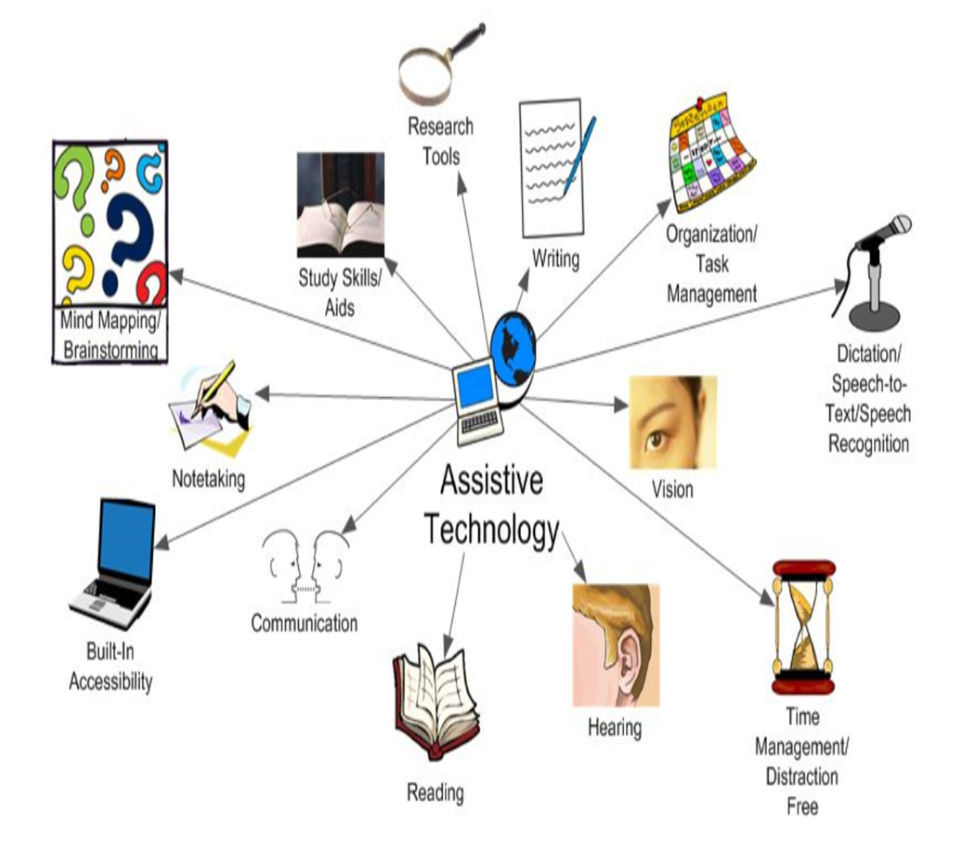 Research
Tools
Writing
September
Organization/
Task
Management
Study Skills/
Aids
Mind Mapping/
Brainstorming
Dictation/
Speech-to-
Text/Speech
Recognition
Notetaking
Vision
Assistive
Technology
Built-In
Accessibility
Communication
Reading
Hearing
Time
Management/
Distraction
Free